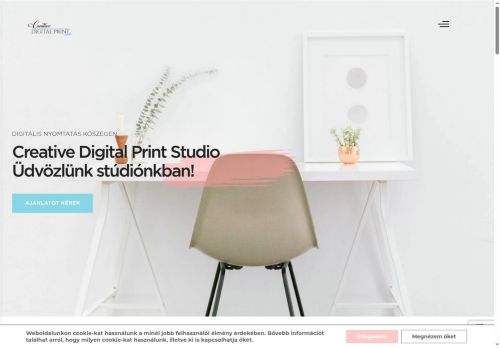 Creative
DIGITAL PRINT
DIGITÁLIS NYOMTATÁS KŐSZEGEN
Creative Digital Print Studio
Üdvözlünk stúdiónkban!
AJÁNLATOT KÉREK
Weboldalunkon cookie-kat használunk a minél jobb felhasználói élmény érdekében. Bővebb információt
találhat arról, hogy milyen cookie-kat használunk, illetve ki is kapcsolhatja őket.
Elfogadom
Megnézem őket